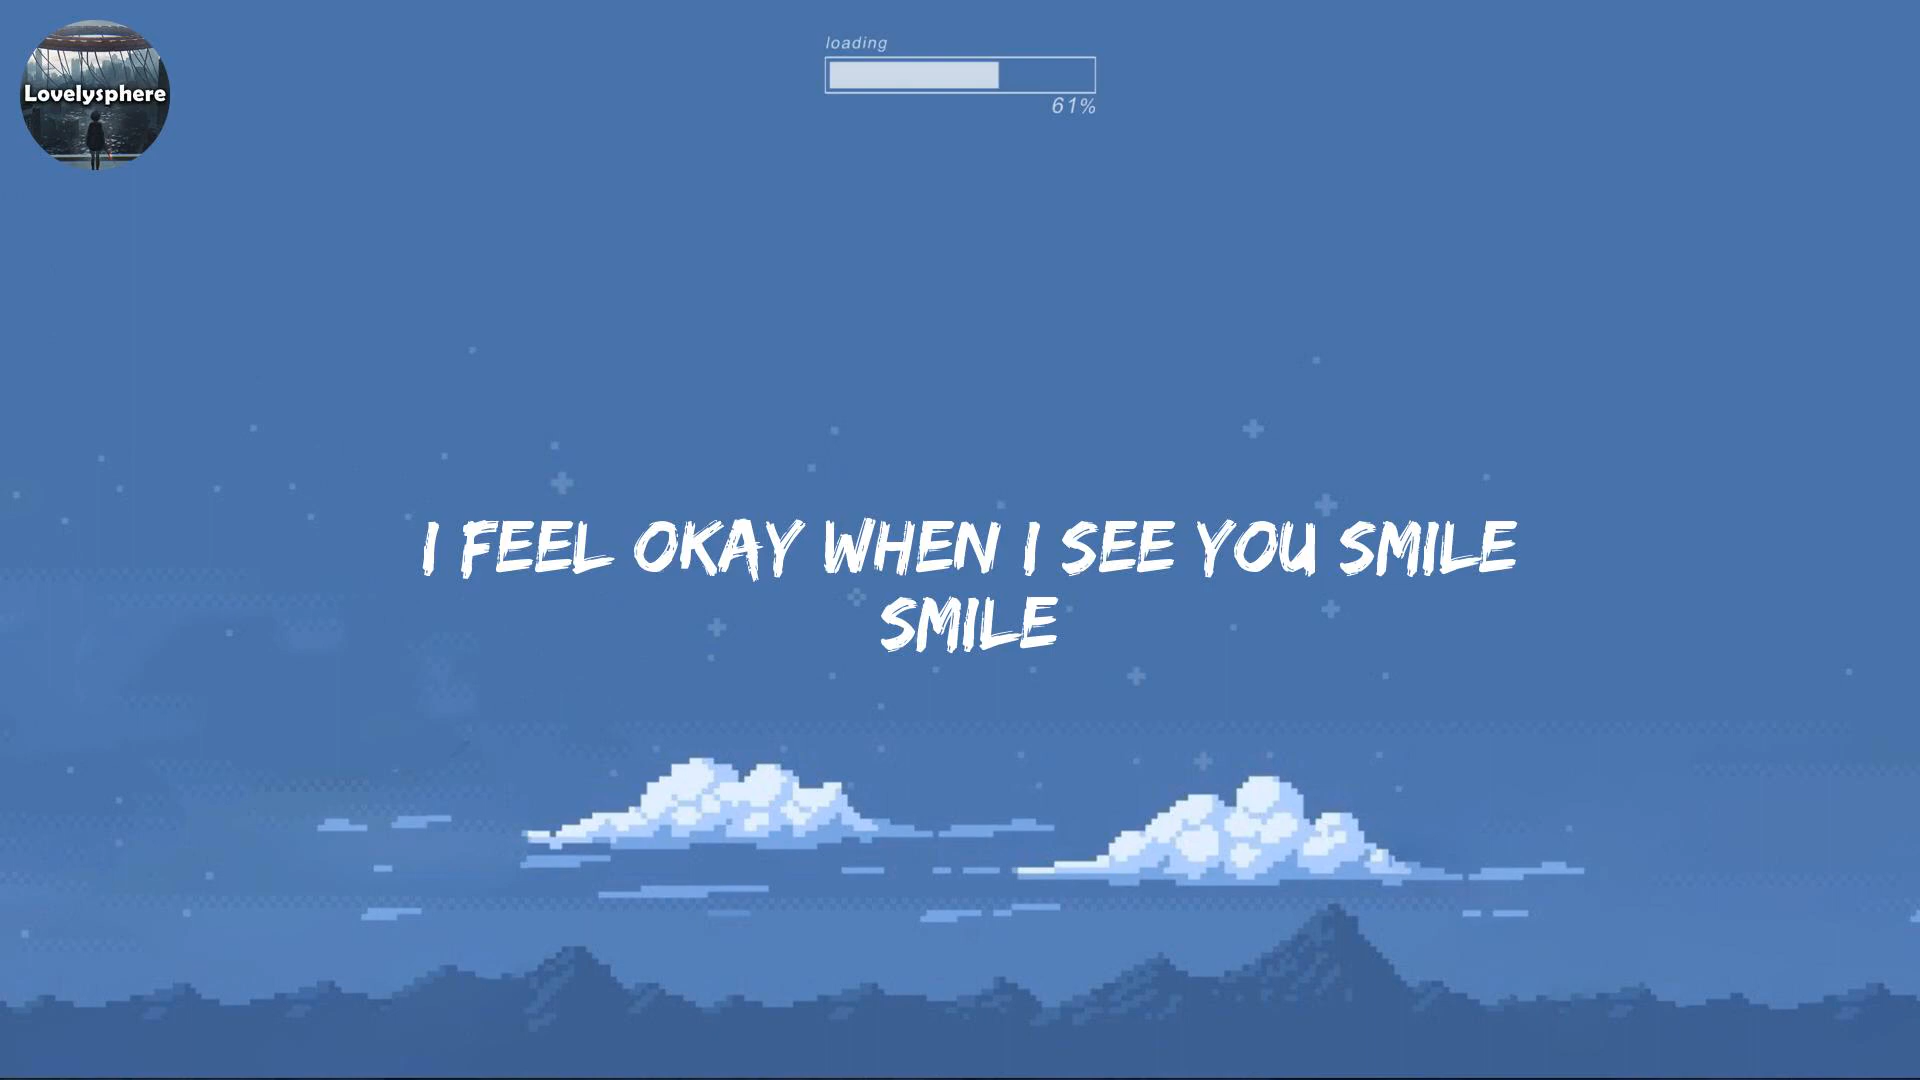 Lovelysphere
loading
61%
I FEEL OKAY WHEN I SEE YOU SMILE
SMILE